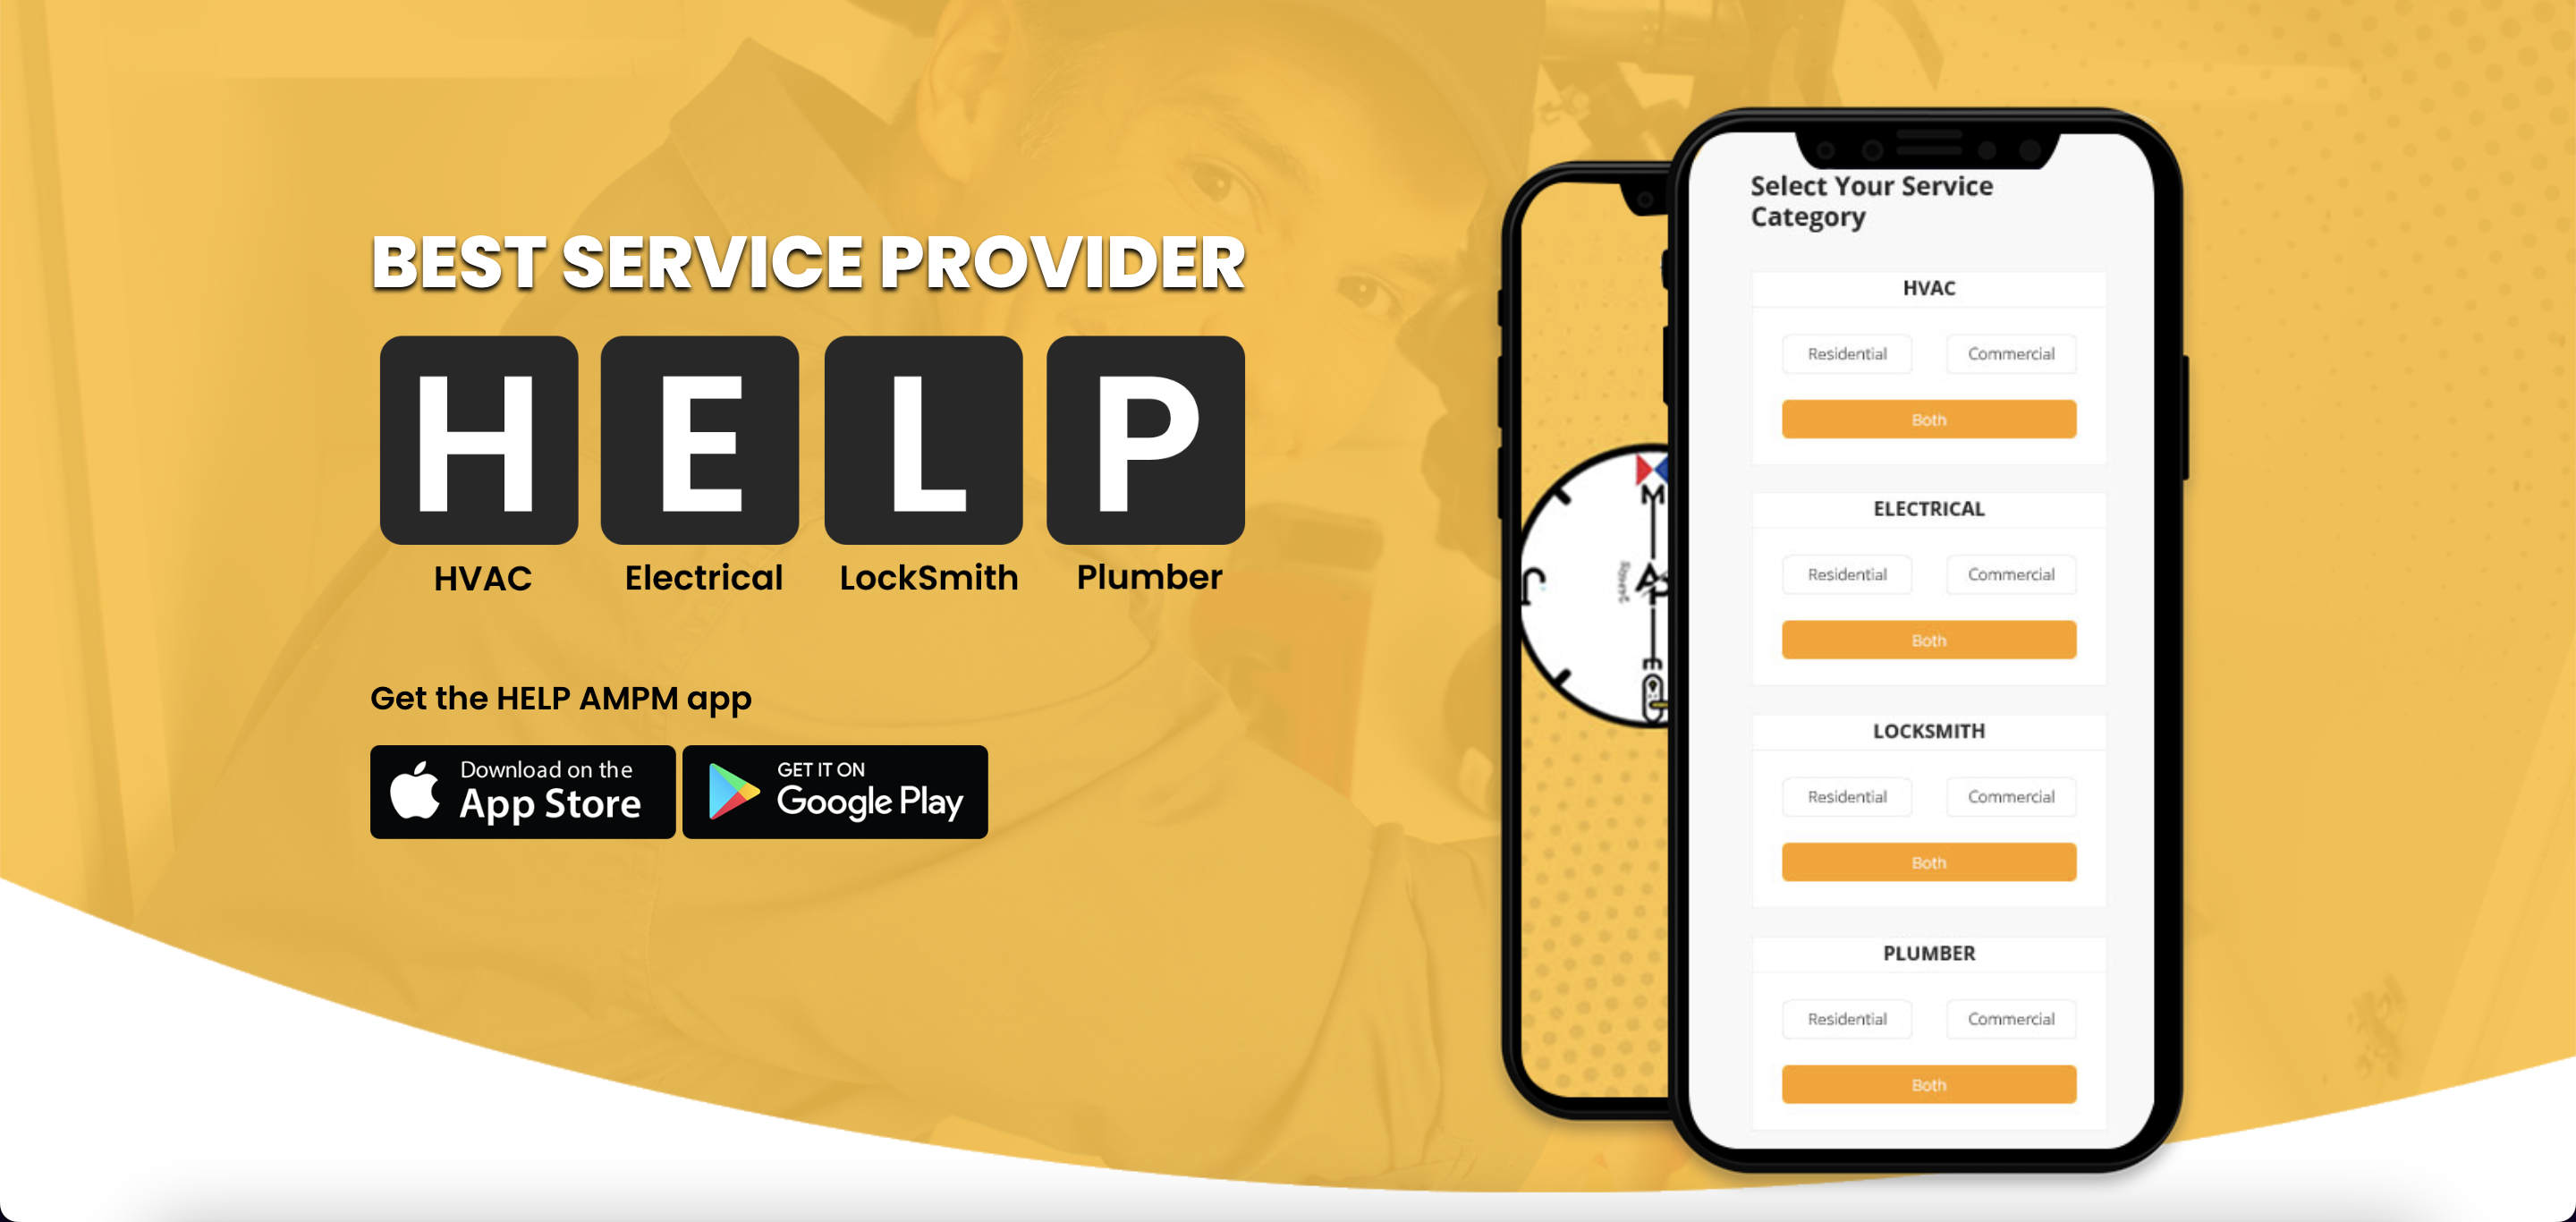 BEST SERVICE PROVIDER
H E L P
HVAC Electrical LockSmith Plumber
Get the HELP AMPM app
Download on the
App Store
GET IT ON
Google Play
M
A
P
E
Select Your Service
Category
HVAC
Residential Commercial
Both
ELECTRICAL
Residential Commercial
Both
LOCKSMITH
Residential Commercial
Both
PLUMBER
Residential Commercial
Both